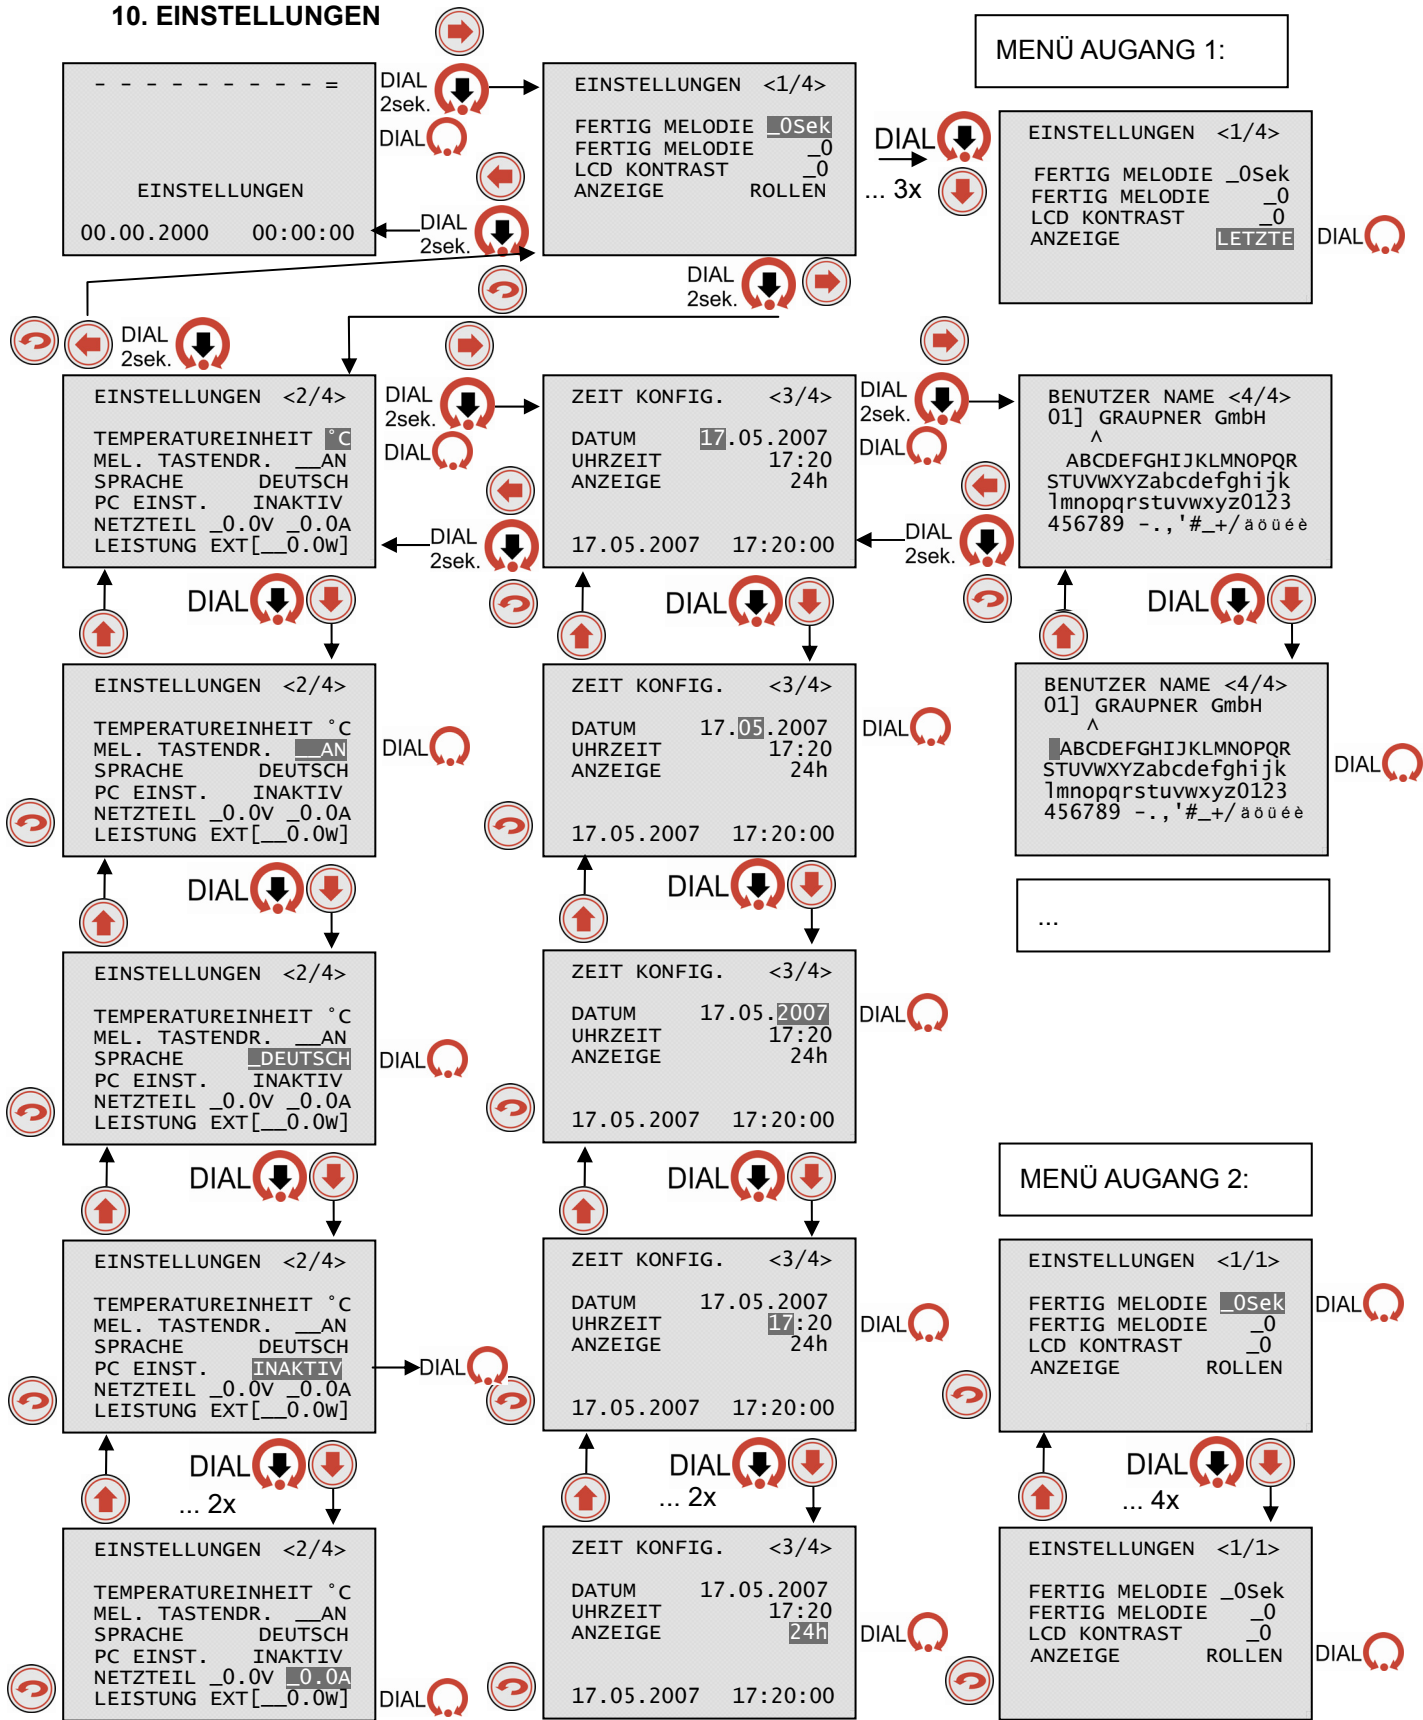 10. EINSTELLUNGEN
- - - - - - - - - =
EINSTELLUNGEN
00.00.2000 00:00:00
DIAL
2sek.
DIAL
DIAL
2sek.
EINSTELLUNGEN <1/4>
FERTIG MELODIE _0Sek
FERTIG MELODIE _0
LCD KONTRAST _0
ANZEIGE ROLLEN
DIAL
... 3x
MENÜ AUGANG 1:
EINSTELLUNGEN <1/4>
FERTIG MELODIE _0Sek
FERTIG MELODIE _0
LCD KONTRAST _0
ANZEIGE LETZTE
DIAL
DIAL
2sek.
DIAL
2sek.
EINSTELLUNGEN <2/4>
TEMPERATUREINHEIT °C
MEL. TASTENDR. __AN
SPRACHE DEUTSCH
PC EINST. INAKTIV
NETZTEIL _0.0V _0.0A
LEISTUNG EXT[__0.0W]
DIAL
2sek.
DIAL
DIAL
2sek.
ZEIT KONFIG. <3/4>
DATUM 17.05.2007
UHRZEIT 17:20
ANZEIGE 24h
17.05.2007 17:20:00
DIAL
2sek.
DIAL
DIAL
2sek.
BENUTZER NAME <4/4>
01] GRAUPNER GmbH
^
ABCDEFGHIJKLMNOPQR
STUVWXYZabcdefghijk
lmnopqrstuvwxyz0123
456789 -.,'#_+/äöüéè
DIAL
DIAL
DIAL
EINSTELLUNGEN <2/4>
TEMPERATUREINHEIT °C
MEL. TASTENDR. __AN
SPRACHE DEUTSCH
PC EINST. INAKTIV
NETZTEIL _0.0V _0.0A
LEISTUNG EXT[__0.0W]
DIAL
ZEIT KONFIG. <3/4>
DATUM 17.05.2007
UHRZEIT 17:20
ANZEIGE 24h
17.05.2007 17:20:00
DIAL
BENUTZER NAME <4/4>
01] GRAUPNER GmbH
^
ABCDEFGHIJKLMNOPQR
STUVWXYZabcdefghijk
lmnopqrstuvwxyz0123
456789 -.,'#_+/äöüéè
DIAL
DIAL
DIAL
...
EINSTELLUNGEN <2/4>
TEMPERATUREINHEIT °C
MEL. TASTENDR. __AN
SPRACHE _DEUTSCH
PC EINST. INAKTIV
NETZTEIL _0.0V _0.0A
LEISTUNG EXT[__0.0W]
DIAL
ZEIT KONFIG. <3/4>
DATUM 17.05.2007
UHRZEIT 17:20
ANZEIGE 24h
17.05.2007 17:20:00
DIAL
DIAL
DIAL
MENÜ AUGANG 2:
EINSTELLUNGEN <2/4>
TEMPERATUREINHEIT °C
MEL. TASTENDR. __AN
SPRACHE DEUTSCH
PC EINST. INAKTIV
NETZTEIL _0.0V _0.0A
LEISTUNG EXT[__0.0W]
DIAL
ZEIT KONFIG. <3/4>
DATUM 17.05.2007
UHRZEIT 17:20
ANZEIGE 24h
17.05.2007 17:20:00
DIAL
EINSTELLUNGEN <1/1>
FERTIG MELODIE _0Sek
FERTIG MELODIE _0
LCD KONTRAST _0
ANZEIGE ROLLEN
DIAL
DIAL
... 2x
DIAL
... 2x
DIAL
... 4x
EINSTELLUNGEN <2/4>
TEMPERATUREINHEIT °C
MEL. TASTENDR. __AN
SPRACHE DEUTSCH
PC EINST. INAKTIV
NETZTEIL _0.0V _0.0A
LEISTUNG EXT[__0.0W]
DIAL
ZEIT KONFIG. <3/4>
DATUM 17.05.2007
UHRZEIT 17:20
ANZEIGE 24h
17.05.2007 17:20:00
DIAL
EINSTELLUNGEN <1/1>
FERTIG MELODIE _0Sek
FERTIG MELODIE _0
LCD KONTRAST _0
ANZEIGE ROLLEN
DIAL